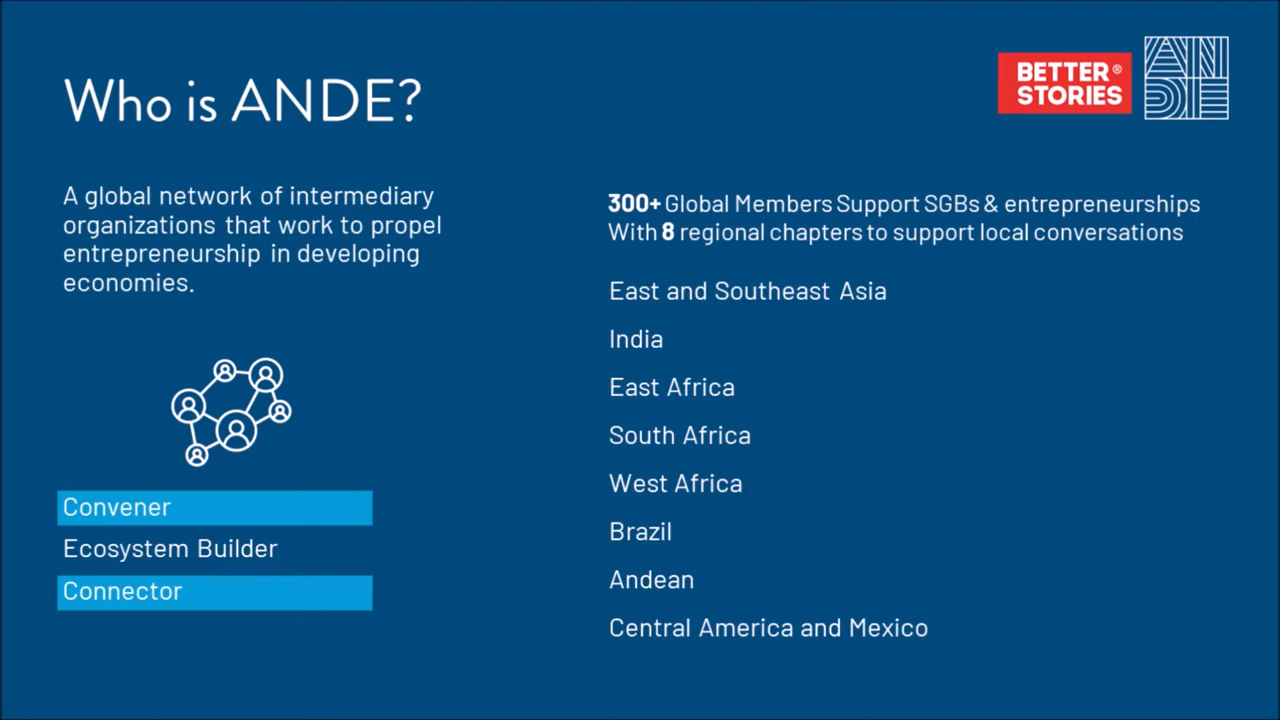 Who is ANDE?
BETTER®
STORIES
ANDE
A global network of intermediary
organizations that work to propel
entrepreneurship in developing
economies.
Convener
Ecosystem Builder
Connector
300+ Global Members Support SGBs & entrepreneurships
With 8 regional chapters to support local conversations
East and Southeast Asia
India
East Africa
South Africa
West Africa
Brazil
Andean
Central America and Mexico